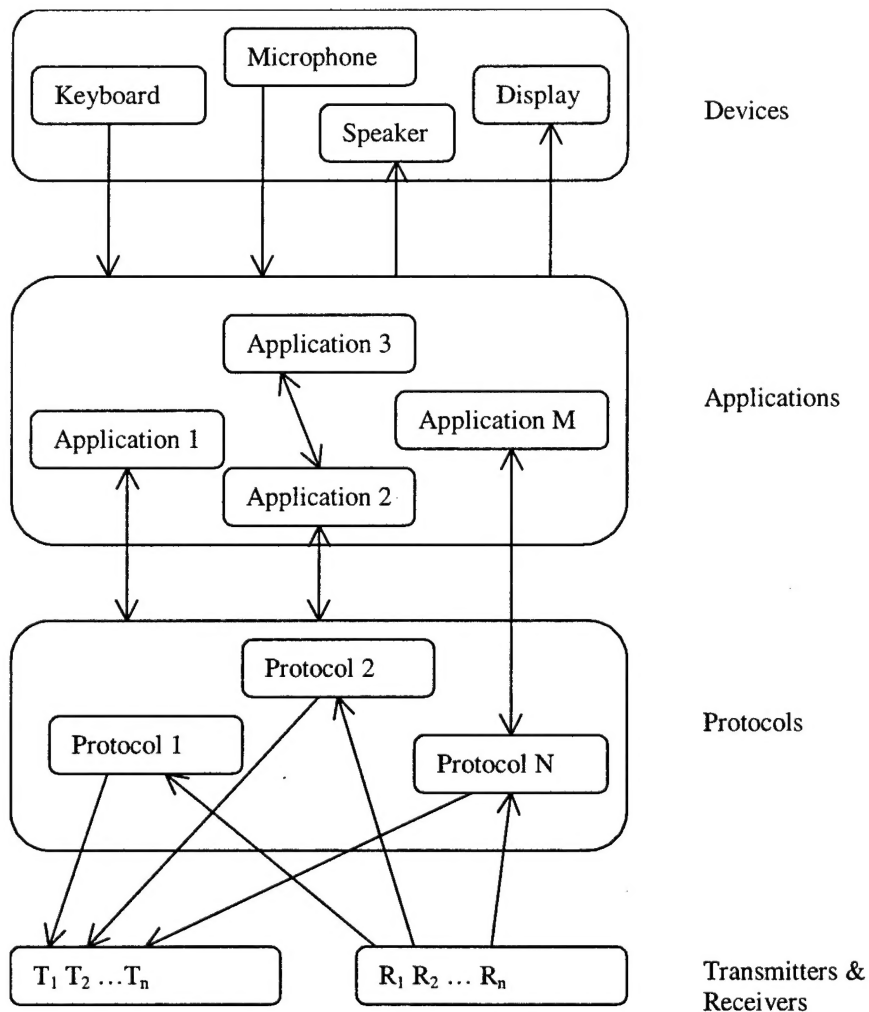 Microphone
Keyboard
Display
Speaker
Devices
Application 3
Application M
Application 1
Application 2
Applications
Protocol 2
Protocol 1
Protocol N
Protocols
T₁ T₂ …Tₙ
R₁ R₂ … Rₙ
Transmitters &
Receivers